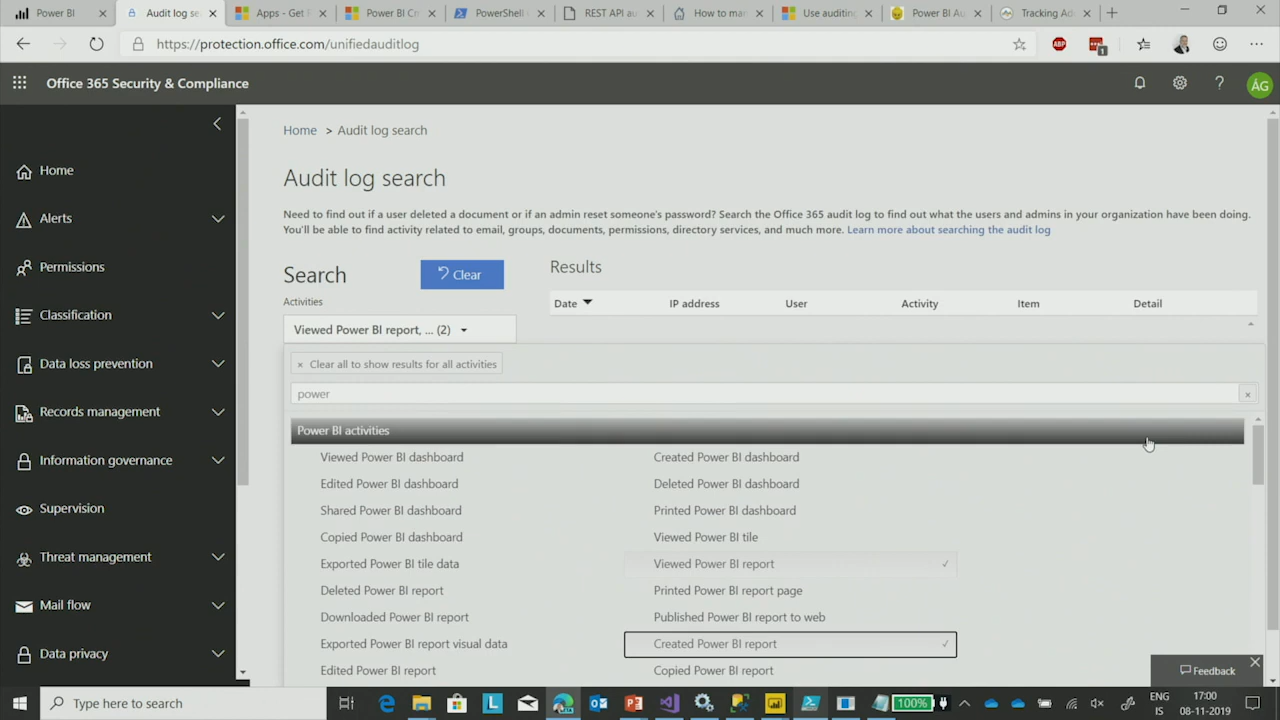 Power BI
Audit log se
Apps - Get F
Power BI Cm
PowerShell
REST API au
How to man
Use auditing
Power BI Au
Tracking Ad
https://protection.office.com/unifiedauditlog
ABP
1
Office 365 Security & Compliance
?
ÁG
Home
Alerts
Permissions
Classification
Data loss prevention
Records management
Information governance
Supervision
Threat management
Mail flow
Data privacy
Home > Audit log search
Audit log search
Need to find out if a user deleted a document or if an admin reset someone's password? Search the Office 365 audit log to find out what the users and admins in your organization have been doing.
You'll be able to find activity related to email, groups, documents, permissions, directory services, and much more. Learn more about searching the audit log
Search
Clear
Activities
Viewed Power BI report, ... (2)
Results
Date IP address User Activity Item Detail
× Clear all to show results for all activities
power
Power BI activities
Viewed Power BI dashboard Created Power BI dashboard
Edited Power BI dashboard Deleted Power BI dashboard
Shared Power BI dashboard Printed Power BI dashboard
Copied Power BI dashboard Viewed Power BI tile
Exported Power BI tile data Viewed Power BI report
Deleted Power BI report Printed Power BI report page
Downloaded Power BI report Published Power BI report to web
Exported Power BI report visual data Created Power BI report
Edited Power BI report Copied Power BI report
Feedback
Type here to search
L
100%
ENG 17:00
IS 08-11-2019